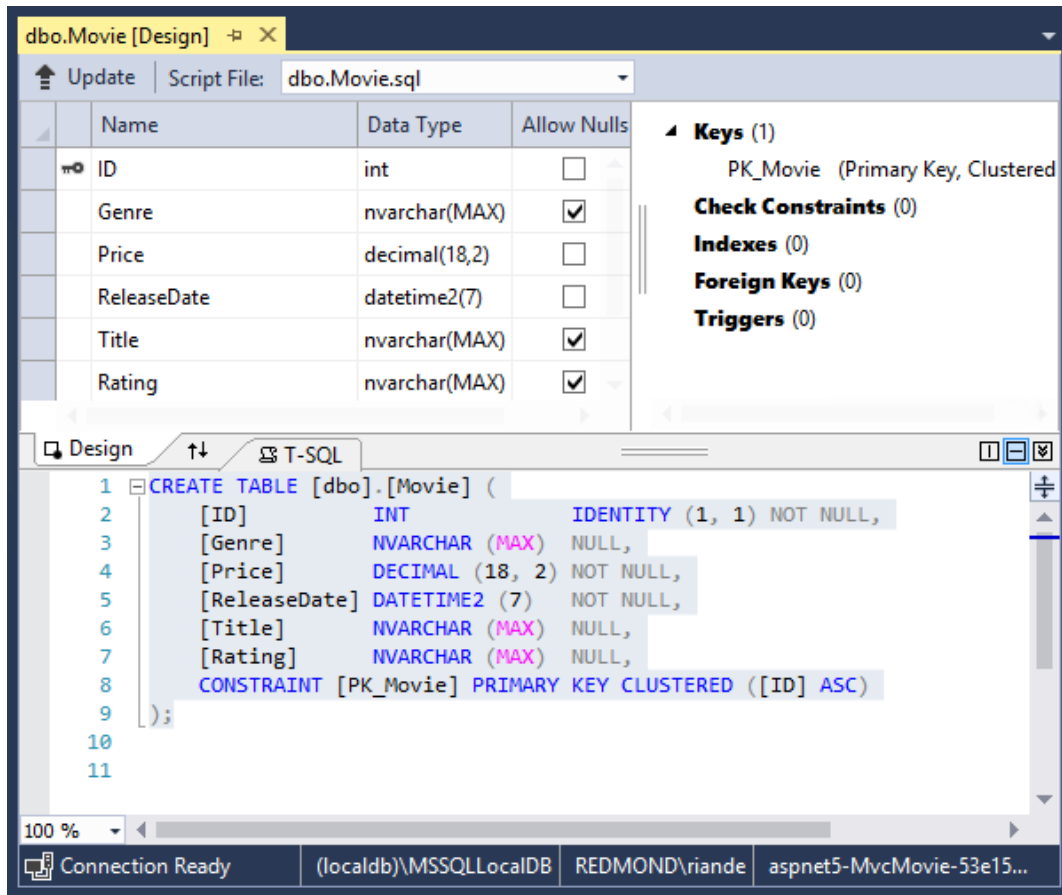 dbo.Movie [Design]
Update Script File: dbo.Movie.sql
Name Data Type Allow Nulls
ID int
Genre nvarchar(MAX)
Price decimal(18,2)
ReleaseDate datetime2(7)
Title nvarchar(MAX)
Rating nvarchar(MAX)
Keys (1)
PK_Movie (Primary Key, Clustered
Check Constraints (0)
Indexes (0)
Foreign Keys (0)
Triggers (0)
Design T-SQL
1 CREATE TABLE [dbo].[Movie] (
2 [ID] INT IDENTITY (1, 1) NOT NULL,
3 [Genre] NVARCHAR (MAX) NULL,
4 [Price] DECIMAL (18, 2) NOT NULL,
5 [ReleaseDate] DATETIME2 (7) NOT NULL,
6 [Title] NVARCHAR (MAX) NULL,
7 [Rating] NVARCHAR (MAX) NULL,
8 CONSTRAINT [PK_Movie] PRIMARY KEY CLUSTERED ([ID] ASC)
9 );
10
11
100 %
Connection Ready (localdb)\MSSQLLocalDB REDMOND\riande aspnet5-MvcMovie-53e15...